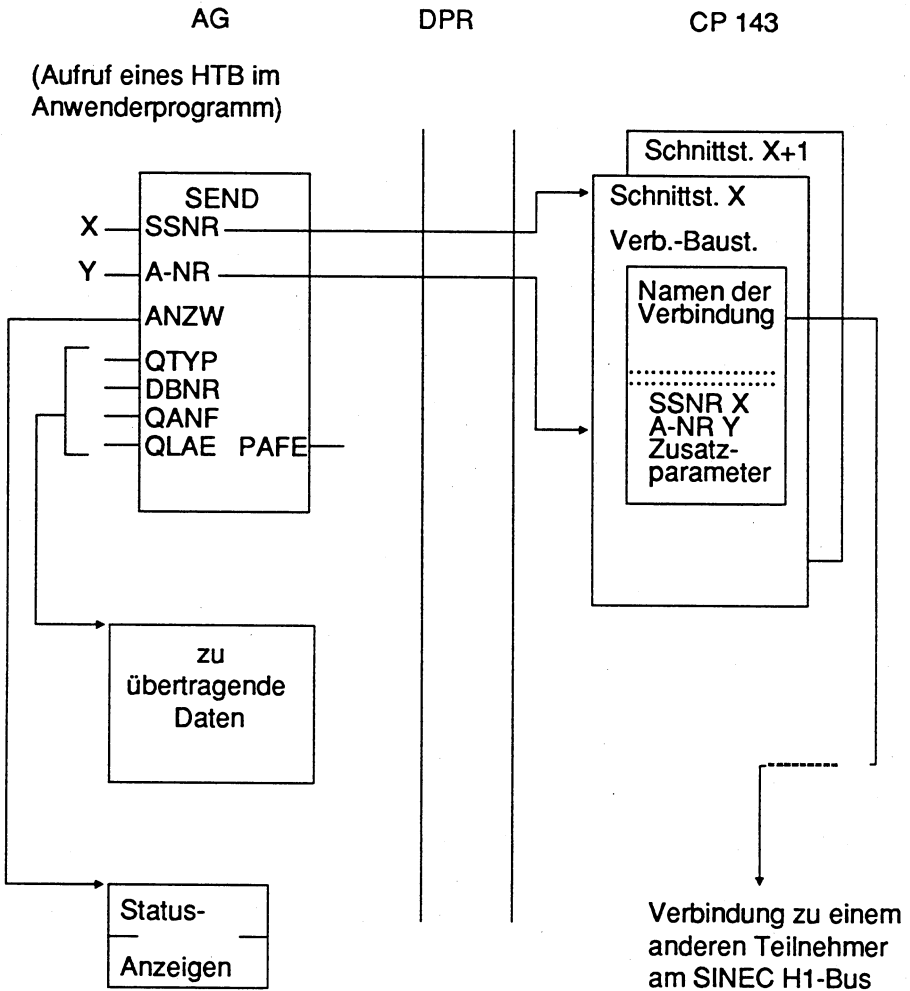 AG
DPR
CP 143
(Aufruf eines HTB im
Anwenderprogramm)
SEND
X
SSNR
Y
A-NR
ANZW
QTYP
DBNR
QANF
QLAE PAFE
Schnittst. X+1
Schnittst. X
Verb.-Baust.
Namen der
Verbindung
SSNR X
A-NR Y
Zusatz-
parameter
zu
übertragende
Daten
Status-
Anzeigen
Verbindung zu einem
anderen Teilnehmer
am SINEC H1-Bus